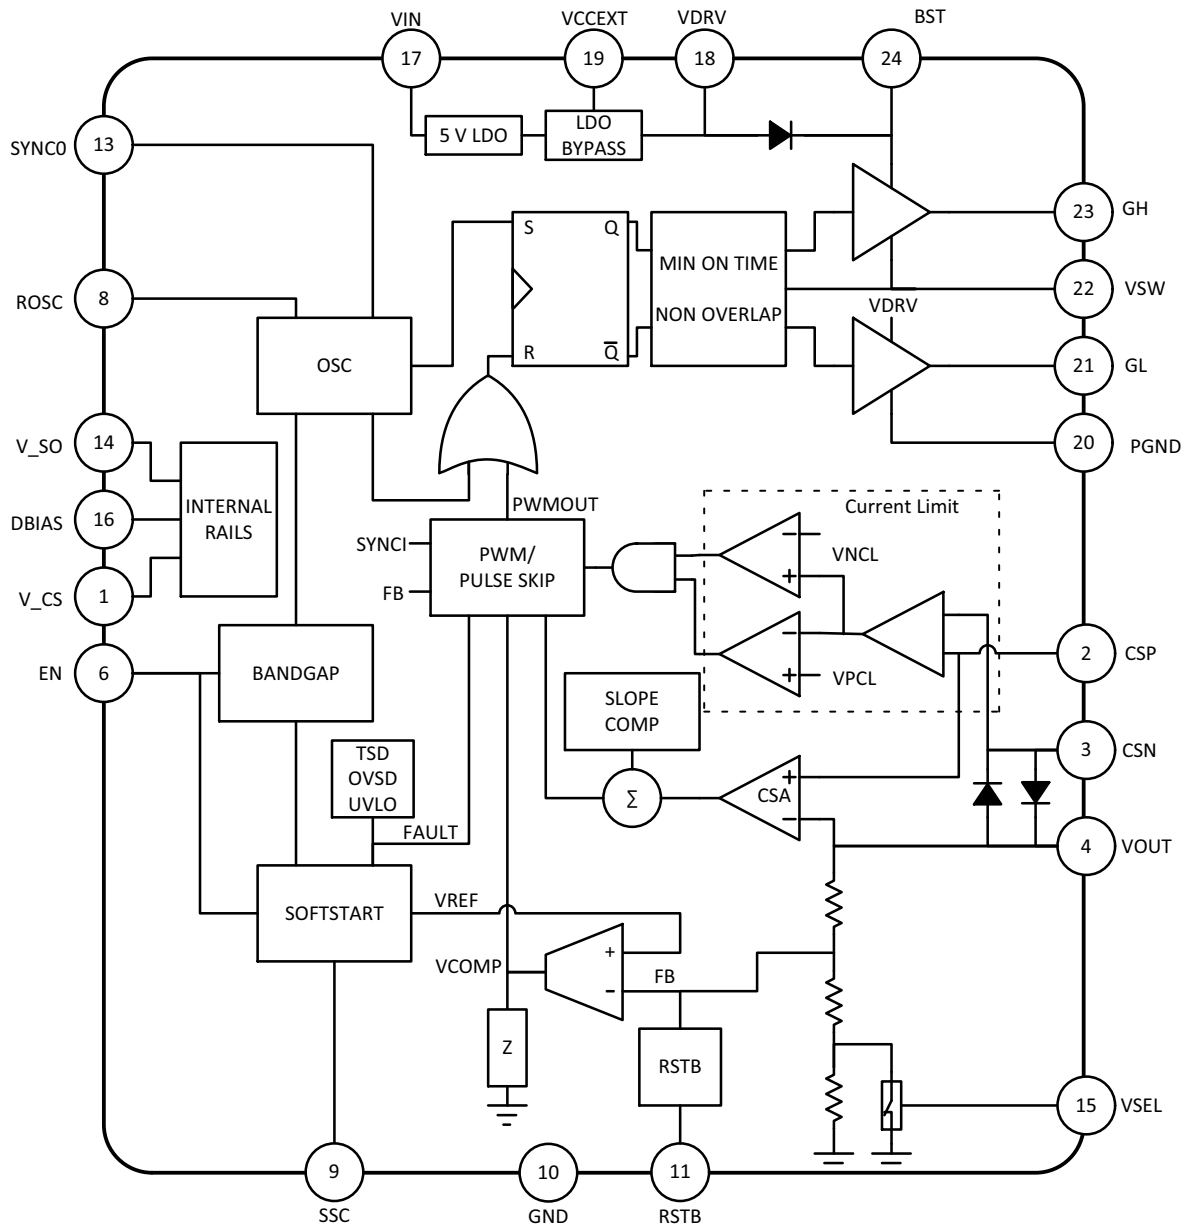 VIN
VCCEXT
VDRV
BST
17
19
18
24
SYNC0
13
5 V LDO
LDO
BYPASS
S
Q
MIN ON TIME
NON OVERLAP
R
Q̅
23
GH
22
VSW
VDRV
21
GL
20
PGND
ROSC
8
OSC
V_SO
14
DBIAS
16
V_CS
1
INTERNAL
RAILS
PWMOUT
SYNCI
FB
PWM/
PULSE SKIP
Current Limit
VNCL
+
−
VPCL
−
+
EN
6
BANDGAP
2
CSP
SLOPE
COMP
TSD
OVSD
UVLO
Σ
CSA
+
−
3
CSN
FAULT
4
VOUT
SOFTSTART
VREF
VCOMP
+
−
FB
Z
RSTB
15
VSEL
9
10
11
SSC
GND
RSTB